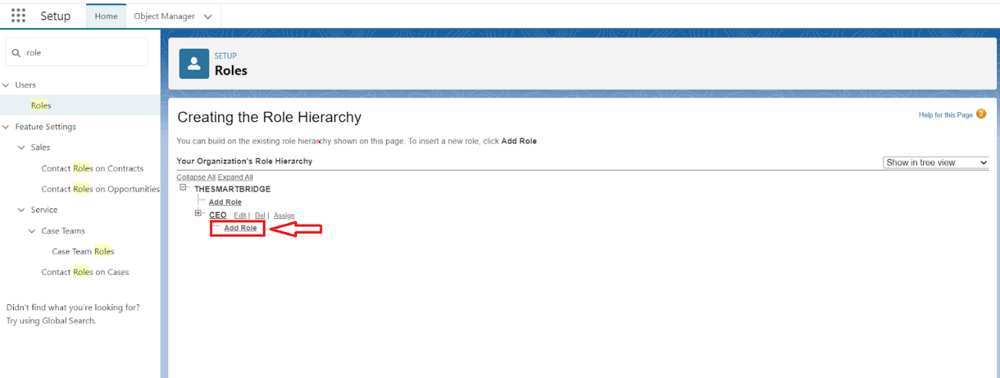 Setup
Home
Object Manager
role
Users
Roles
Feature Settings
Sales
Contact Roles on Contracts
Contact Roles on Opportunities
Service
Case Teams
Case Team Roles
Contact Roles on Cases
Didn't find what you're looking for?
Try using Global Search.
SETUP
Roles
Creating the Role Hierarchy
Help for this Page ?
You can build on the existing role hierarchy shown on this page. To insert a new role, click Add Role.
Your Organization's Role Hierarchy
Show in tree view
Collapse All Expand All
THESMARTBRIDGE
Add Role
CEO Edit | Del | Assign
Add Role